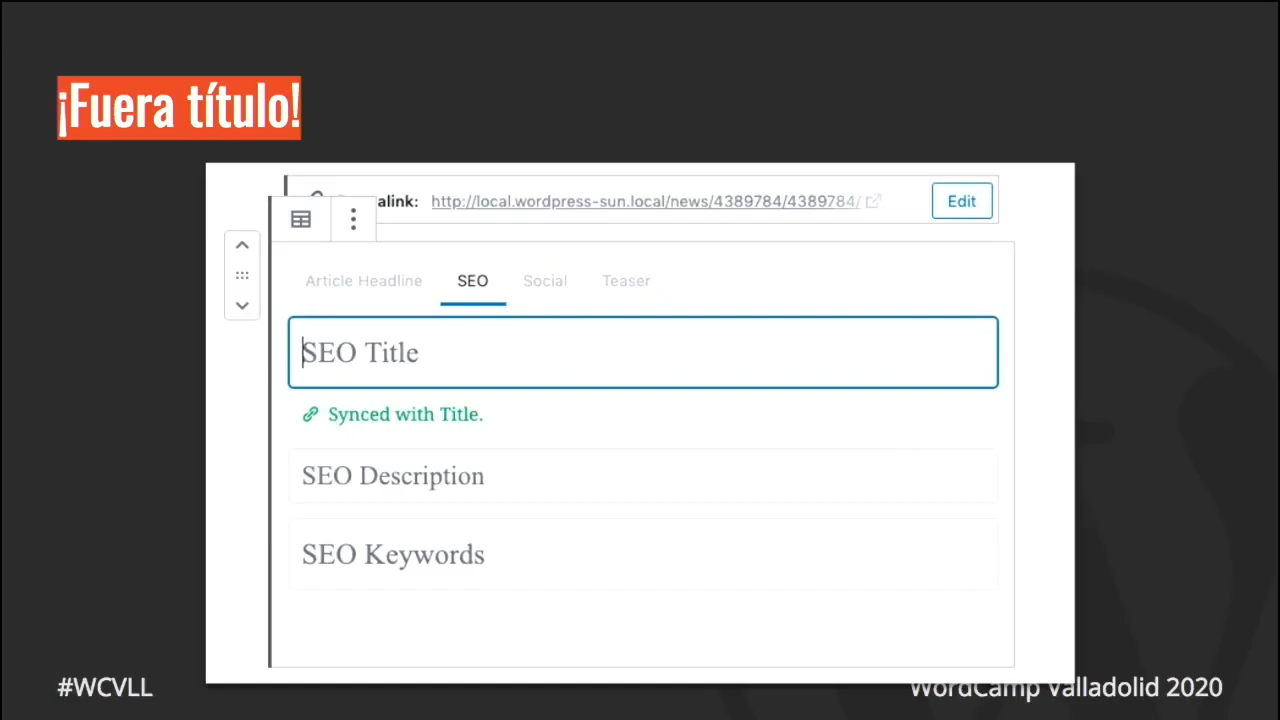 ¡Fuera título!
alink: http://local.wordpress-sun.local/news/4389784/4389784/ Edit
Article Headline SEO Social Teaser
SEO Title
Synced with Title.
SEO Description
SEO Keywords
#WCVLL WordCamp Valladolid 2020